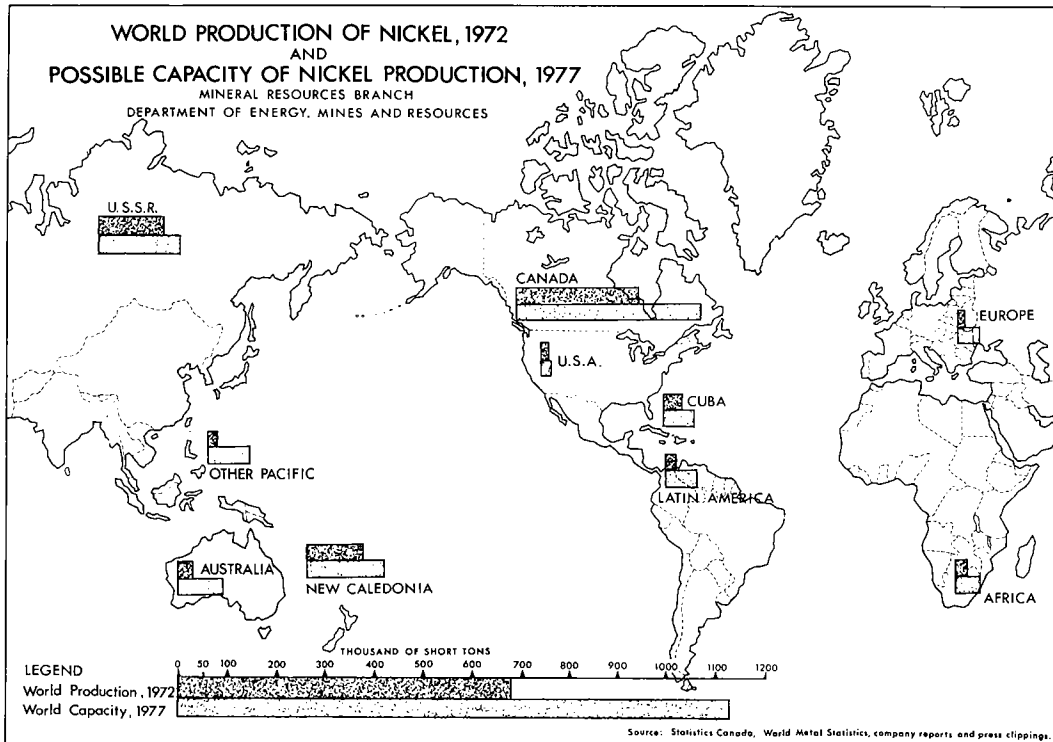 WORLD PRODUCTION OF NICKEL, 1972
AND
POSSIBLE CAPACITY OF NICKEL PRODUCTION, 1977
MINERAL RESOURCES BRANCH
DEPARTMENT OF ENERGY, MINES AND RESOURCES
U.S.S.R.
CANADA
EUROPE
U.S.A.
CUBA
OTHER PACIFIC
LATIN AMERICA
AUSTRALIA
NEW CALEDONIA
AFRICA
THOUSAND OF SHORT TONS
LEGEND
0 50 100 200 300 400 500 600 700 800 900 1000 1100 1200
World Production, 1972
World Capacity, 1977
Source: Statistics Canada, World Metal Statistics, company reports and press clippings.